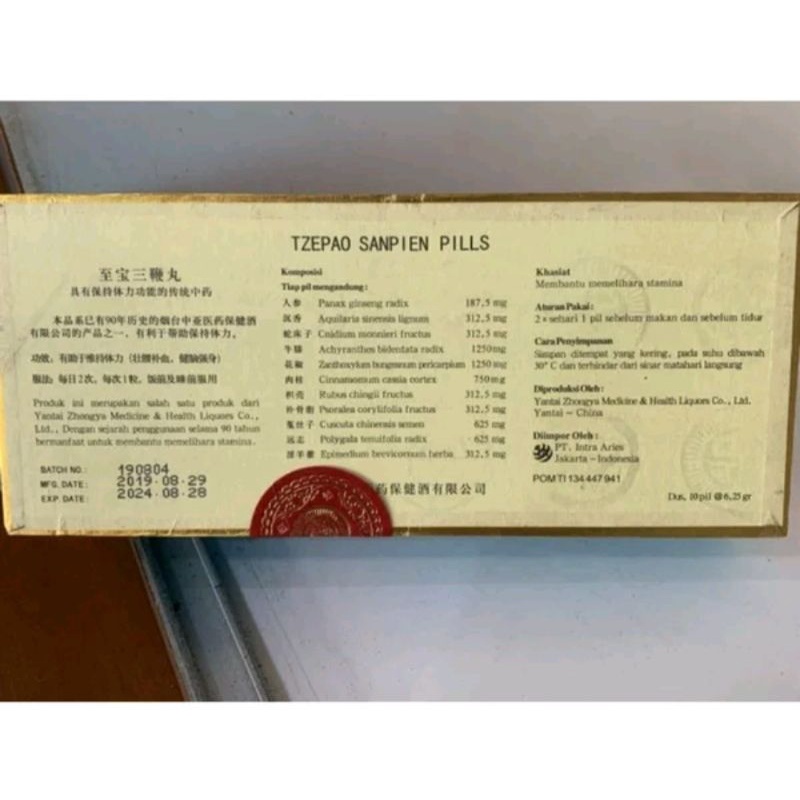 TZEPAO SANPIEN PILLS
至宝三鞭丸
具有保持体力功能的传统中药
本品系已有90年历史的烟台中亚医药保健酒
有限公司的产品之一、有利于帮助保持体力。
功效:有助于维持体力(壮腰补血,健脑强身)
服法:每日2次,每次1粒,饭前及睡前服用
Produk ini merupakan salah satu produk dari
Yantai Zhongya Medicine & Health Liquors Co.,
Ltd., Dengan sejarah penggunaan selama 90 tahun
bermanfaat untuk membantu memelihara stamina.
BATCH NO.: 190804
MFG. DATE: 2019.08.29
EXP. DATE: 2024.08.28
Komposisi
Tiap pil mengandung:
人参 Panax ginseng radix 187,5 mg
沉香 Aquilaria sinensis lignum 312,5 mg
蛇床子 Cnidium monnieri fructus 312,5 mg
牛膝 Achyranthes bidentata radix 1250 mg
花椒 Zanthoxylum bungeanum pericarpium 1250 mg
肉桂 Cinnamomum cassia cortex 750 mg
枳壳 Rubus chingii fructus 312,5 mg
补骨脂 Psoralea corylifolia fructus 312,5 mg
菟丝子 Cuscuta chinensis semen 625 mg
远志 Polygala tenuifolia radix 625 mg
淫羊藿 Epimedium brevicornum herba 312,5 mg
药保健酒有限公司
Khasiat
Membantu memelihara stamina
Aturan Pakai:
2 x sehari 1 pil sebelum makan dan sebelum tidur
Cara Penyimpanan
Simpan ditempat yang kering, pada suhu dibawah
30° C dan terhindar dari sinar matahari langsung
Diproduksi Oleh:
Yantai Zhongya Medicine & Health Liquors Co., Ltd.
Yantai - China
Diimpor Oleh:
PT. Intra Aries
Jakarta - Indonesia
POM TI 134 447 941
Dus, 10 pil @ 6,25 gr